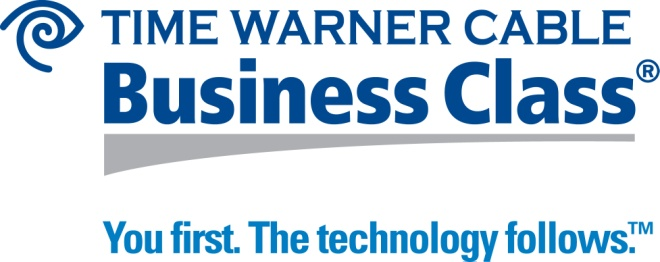 TIME WARNER CABLE
Business Class®
You first. The technology follows.™